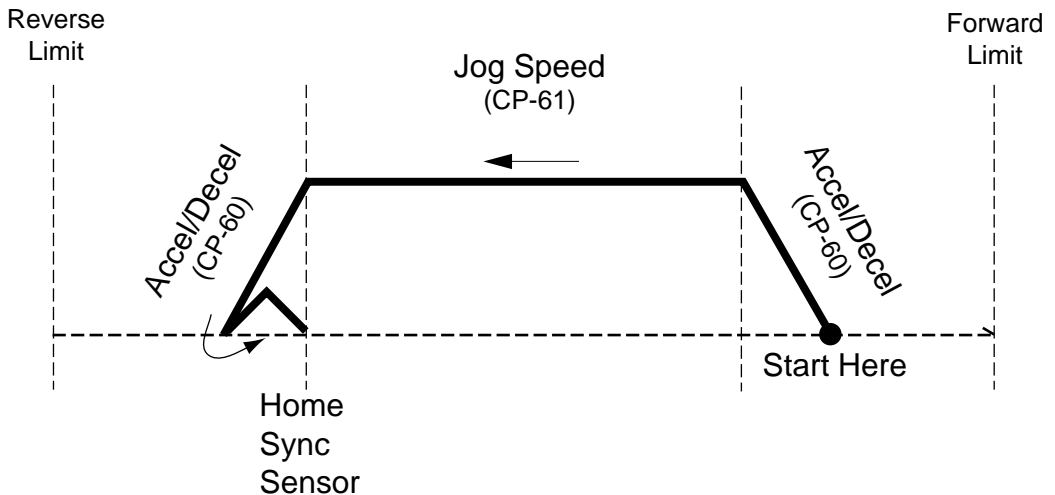 Reverse
Limit
Forward
Limit
Jog Speed
(CP-61)
Accel/Decel
(CP-60)
Accel/Decel
(CP-60)
Start Here
Home
Sync
Sensor